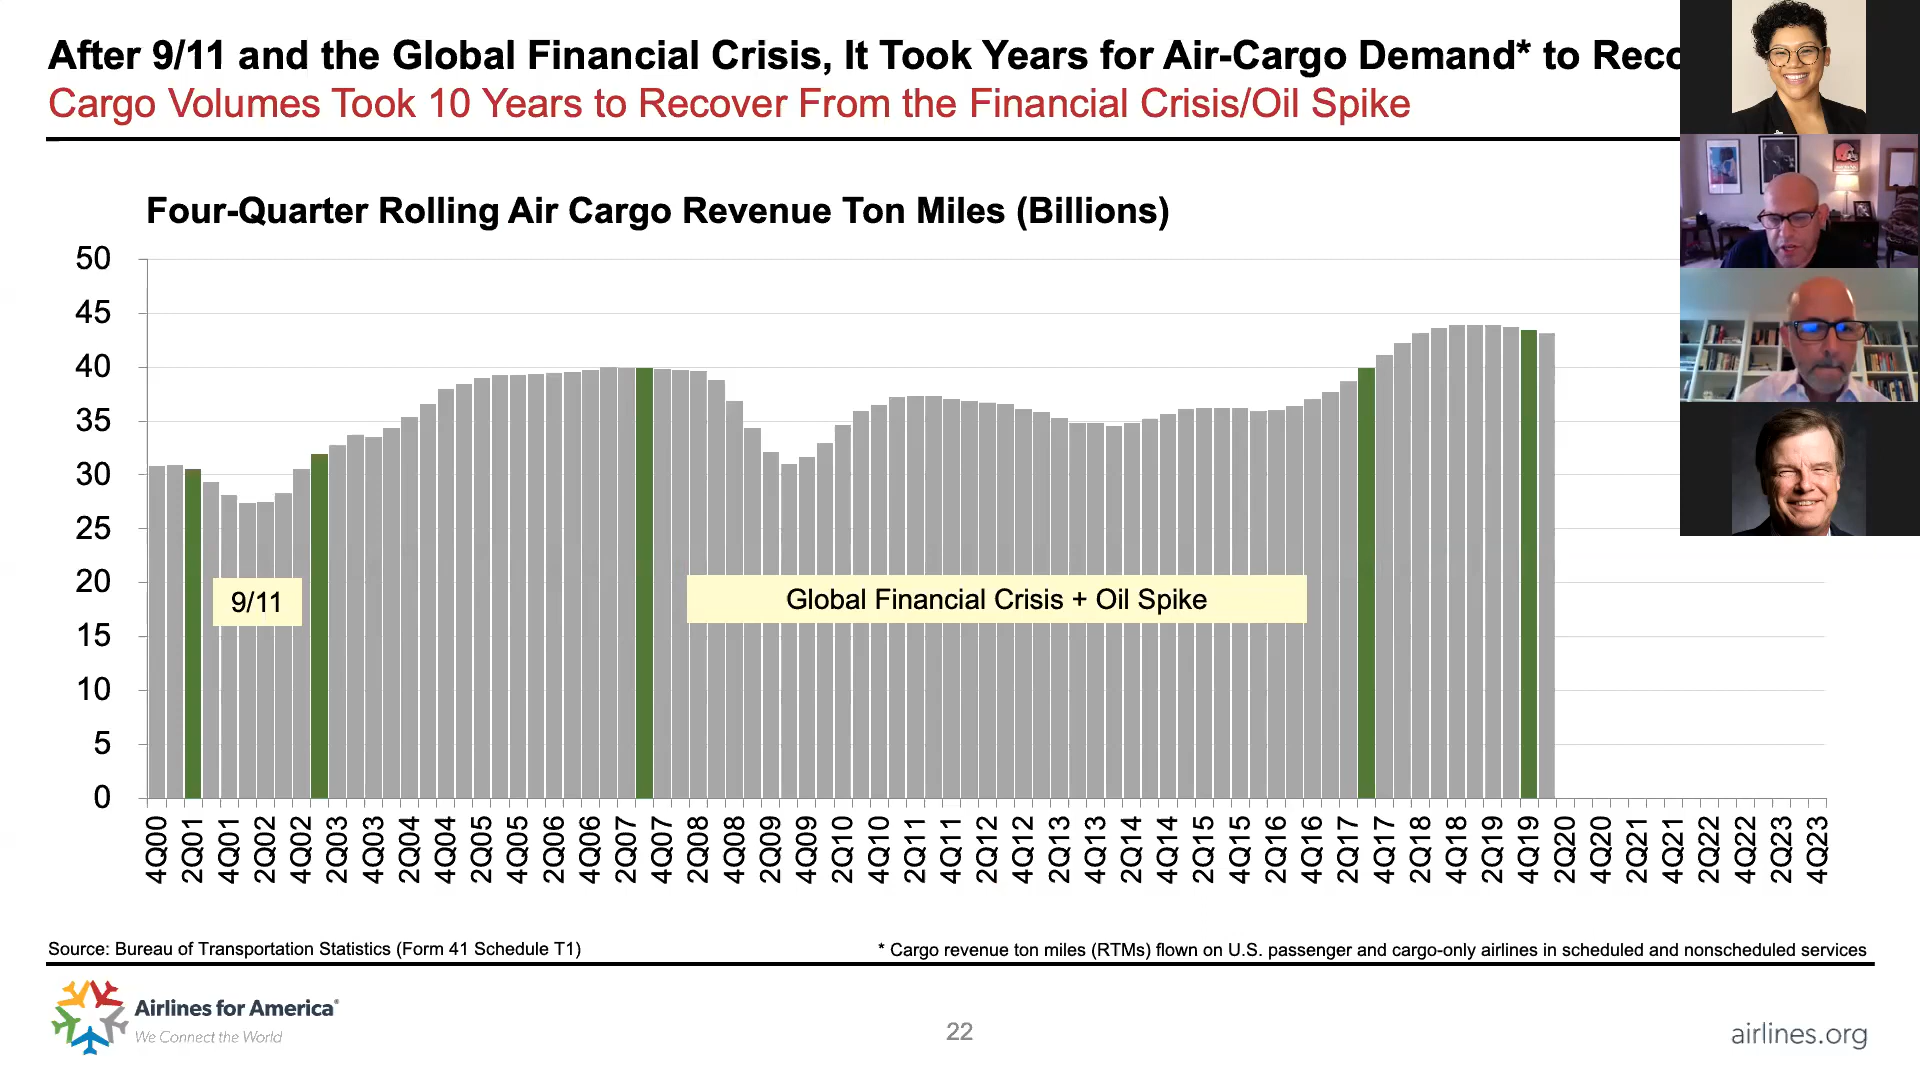 After 9/11 and the Global Financial Crisis, It Took Years for Air-Cargo Demand* to Reco
Cargo Volumes Took 10 Years to Recover From the Financial Crisis/Oil Spike
Four-Quarter Rolling Air Cargo Revenue Ton Miles (Billions)
50
45
40
35
30
25
20
15
10
5
0
9/11
Global Financial Crisis + Oil Spike
4Q00
2Q01
4Q01
2Q02
4Q02
2Q03
4Q03
2Q04
4Q04
2Q05
4Q05
2Q06
4Q06
2Q07
4Q07
2Q08
4Q08
2Q09
4Q09
2Q10
4Q10
2Q11
4Q11
2Q12
4Q12
2Q13
4Q13
2Q14
4Q14
2Q15
4Q15
2Q16
4Q16
2Q17
4Q17
2Q18
4Q18
2Q19
4Q19
2Q20
4Q20
2Q21
4Q21
2Q22
4Q22
2Q23
4Q23
Source: Bureau of Transportation Statistics (Form 41 Schedule T1)
* Cargo revenue ton miles (RTMs) flown on U.S. passenger and cargo-only airlines in scheduled and nonscheduled services
Airlines for America®
We Connect the World
22
airlines.org